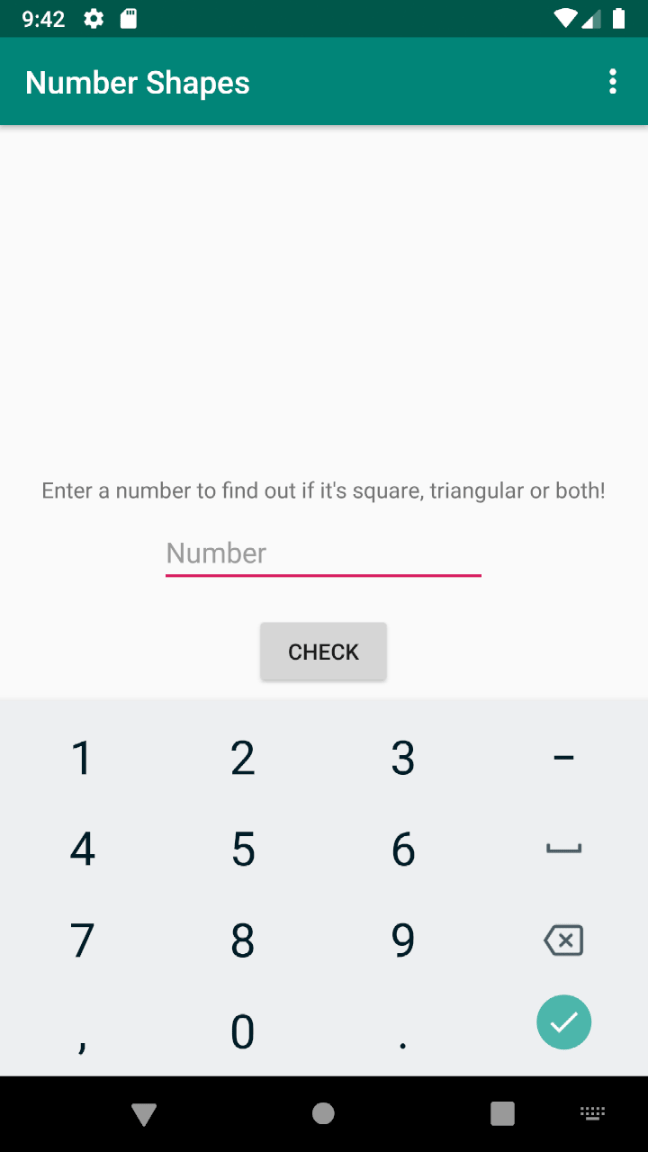 9:42
Number Shapes
Enter a number to find out if it's square, triangular or both!
Number
CHECK
1 2 3 -
4 5 6
7 8 9
, 0 .